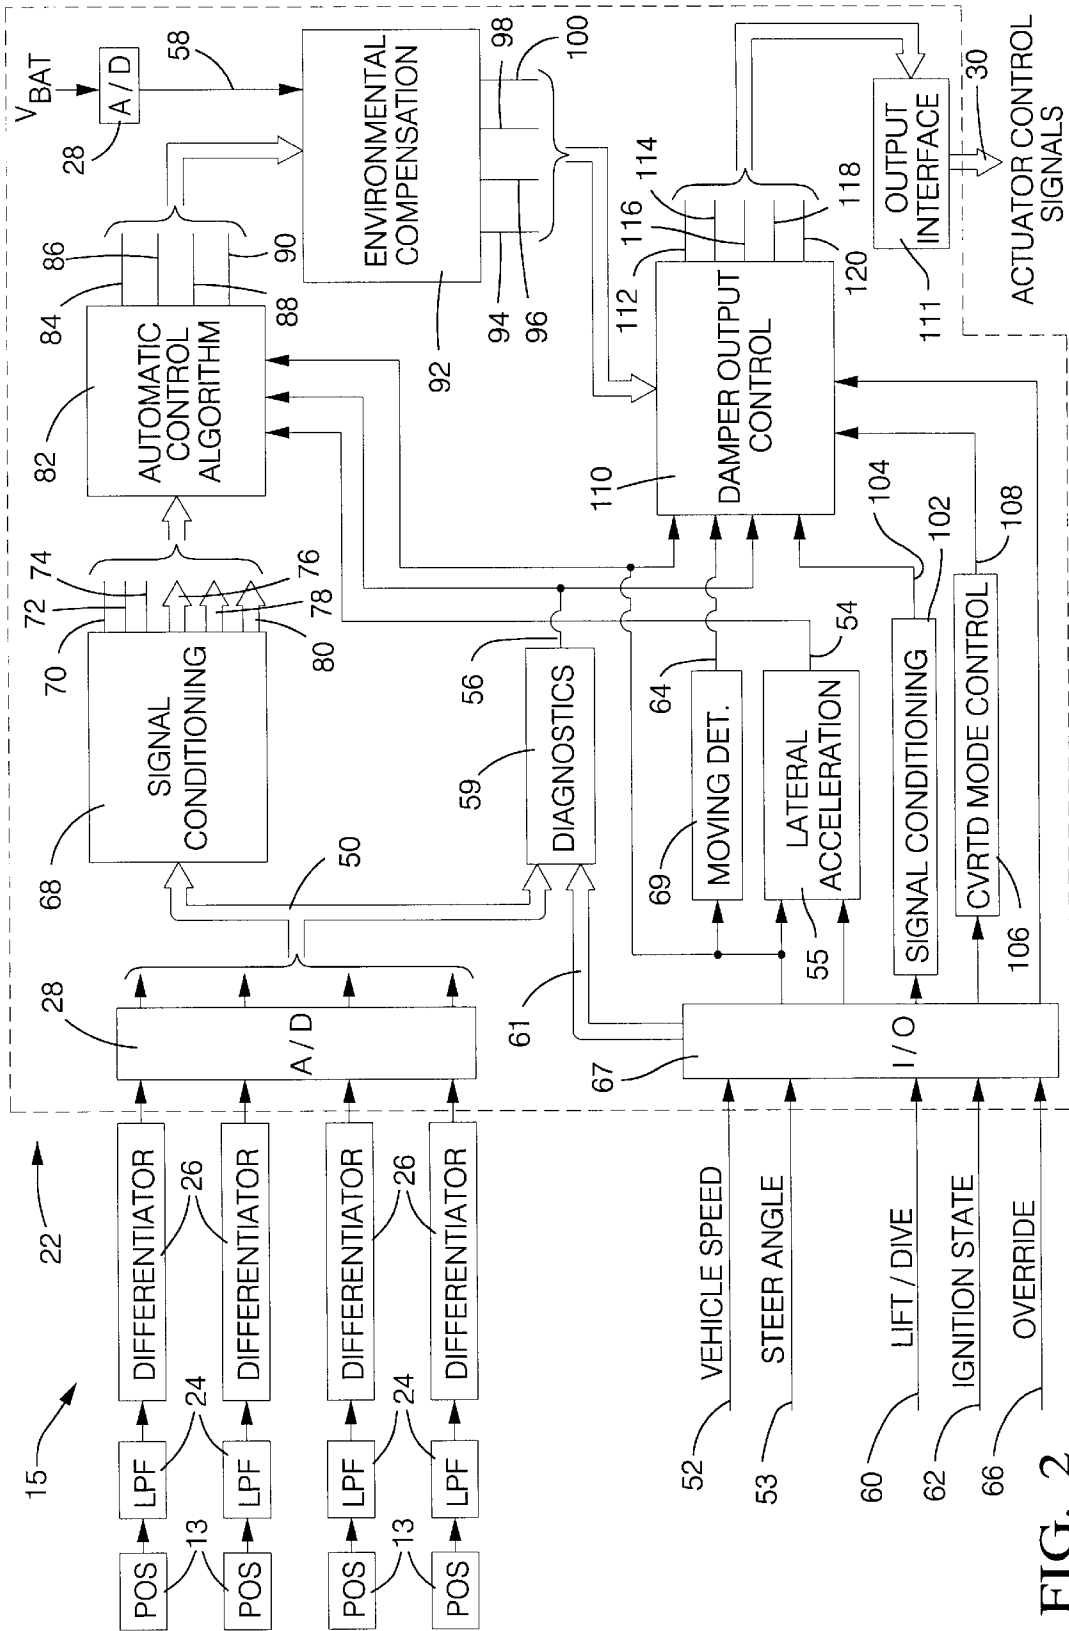 15
22
POS
LPF
DIFFERENTIATOR
POS
LPF
DIFFERENTIATOR
13
24
26
POS
LPF
DIFFERENTIATOR
POS
LPF
DIFFERENTIATOR
13
24
26
28
A / D
50
68
SIGNAL
CONDITIONING
70
72
74
76
78
80
82
AUTOMATIC
CONTROL
ALGORITHM
84
86
88
90
VBAT
28
A / D
58
ENVIRONMENTAL
COMPENSATION
92
94
96
98
100
61
59
DIAGNOSTICS
56
64
69
MOVING DET.
55
LATERAL
ACCELERATION
54
110
DAMPER OUTPUT
CONTROL
112
116
114
118
120
111
OUTPUT
INTERFACE
30
ACTUATOR CONTROL
SIGNALS
67
I / O
SIGNAL CONDITIONING
102
104
106
CVRTD MODE CONTROL
108
52
VEHICLE SPEED
53
STEER ANGLE
60
LIFT / DIVE
62
IGNITION STATE
66
OVERRIDE
FIG. 2